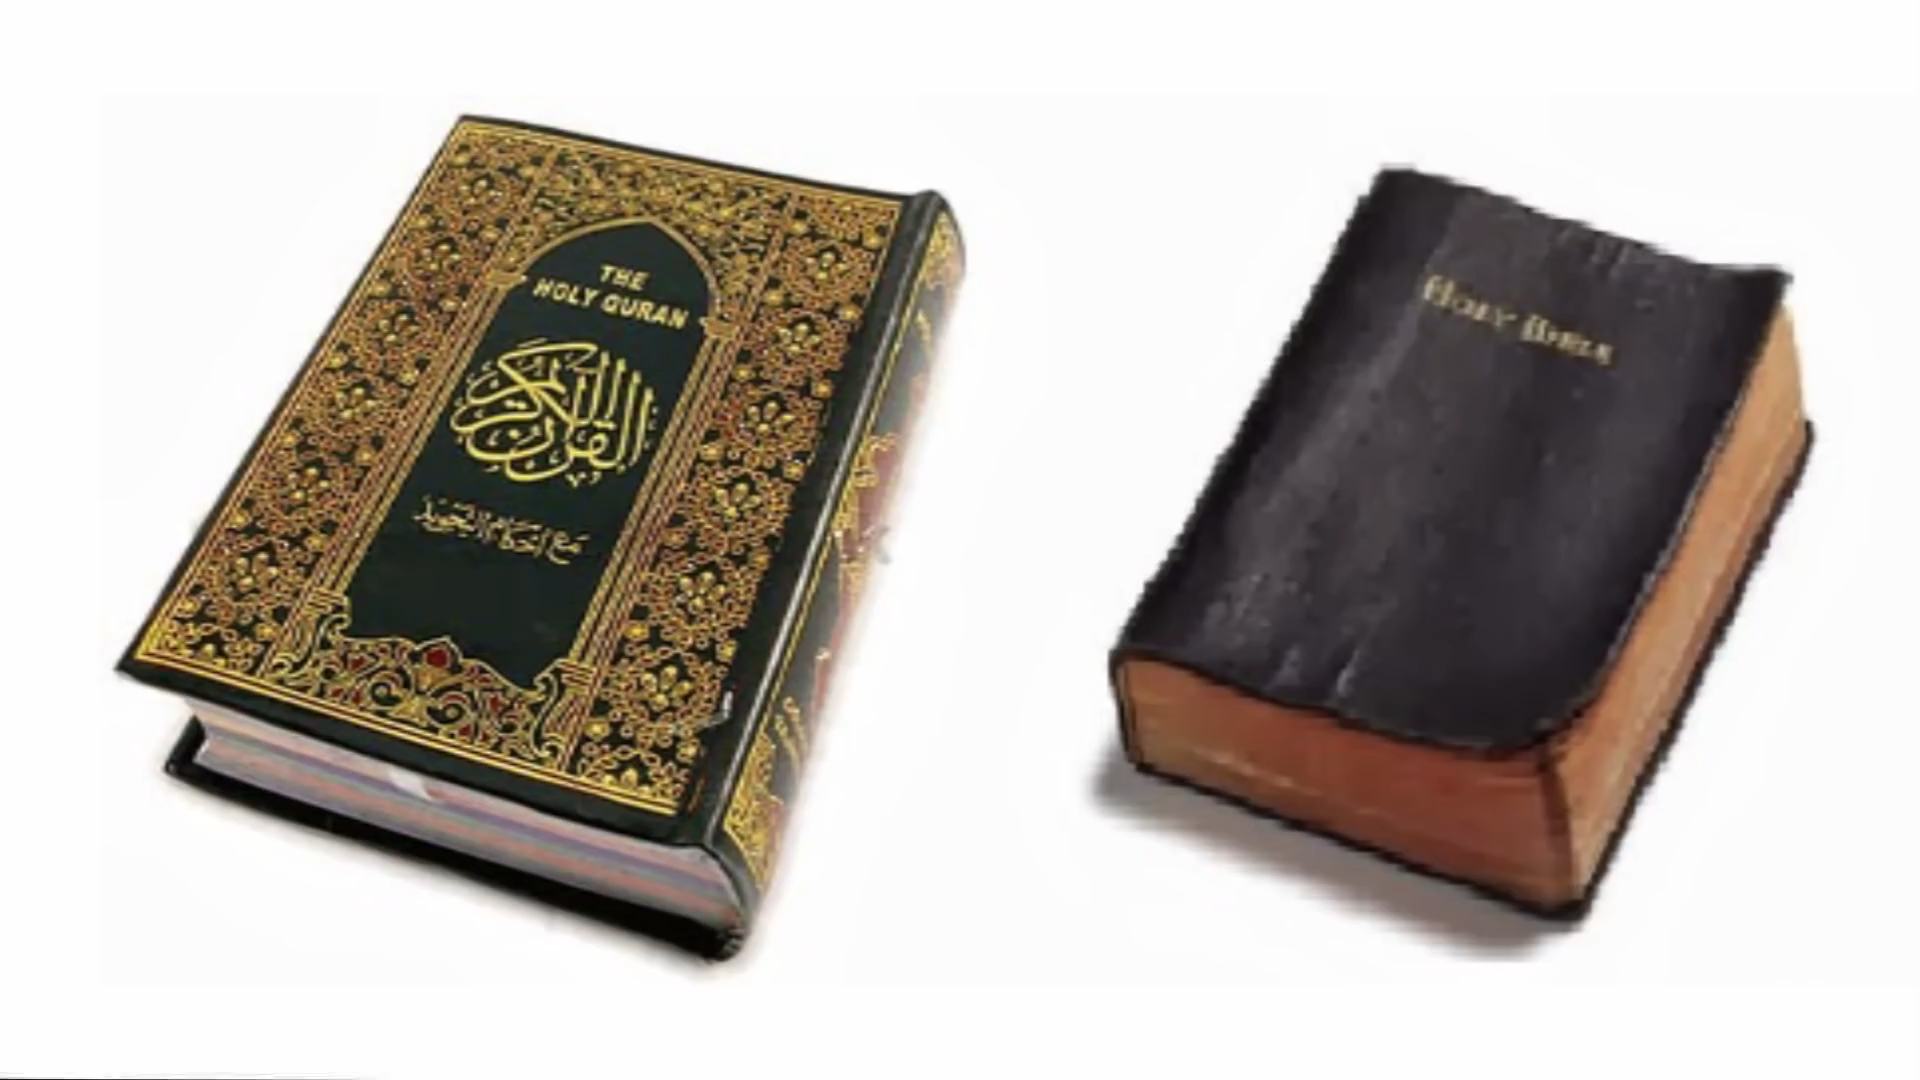 THE
HOLY QURAN
القرآن الكريم
مع احكام التجويد
HOLY BIBLE